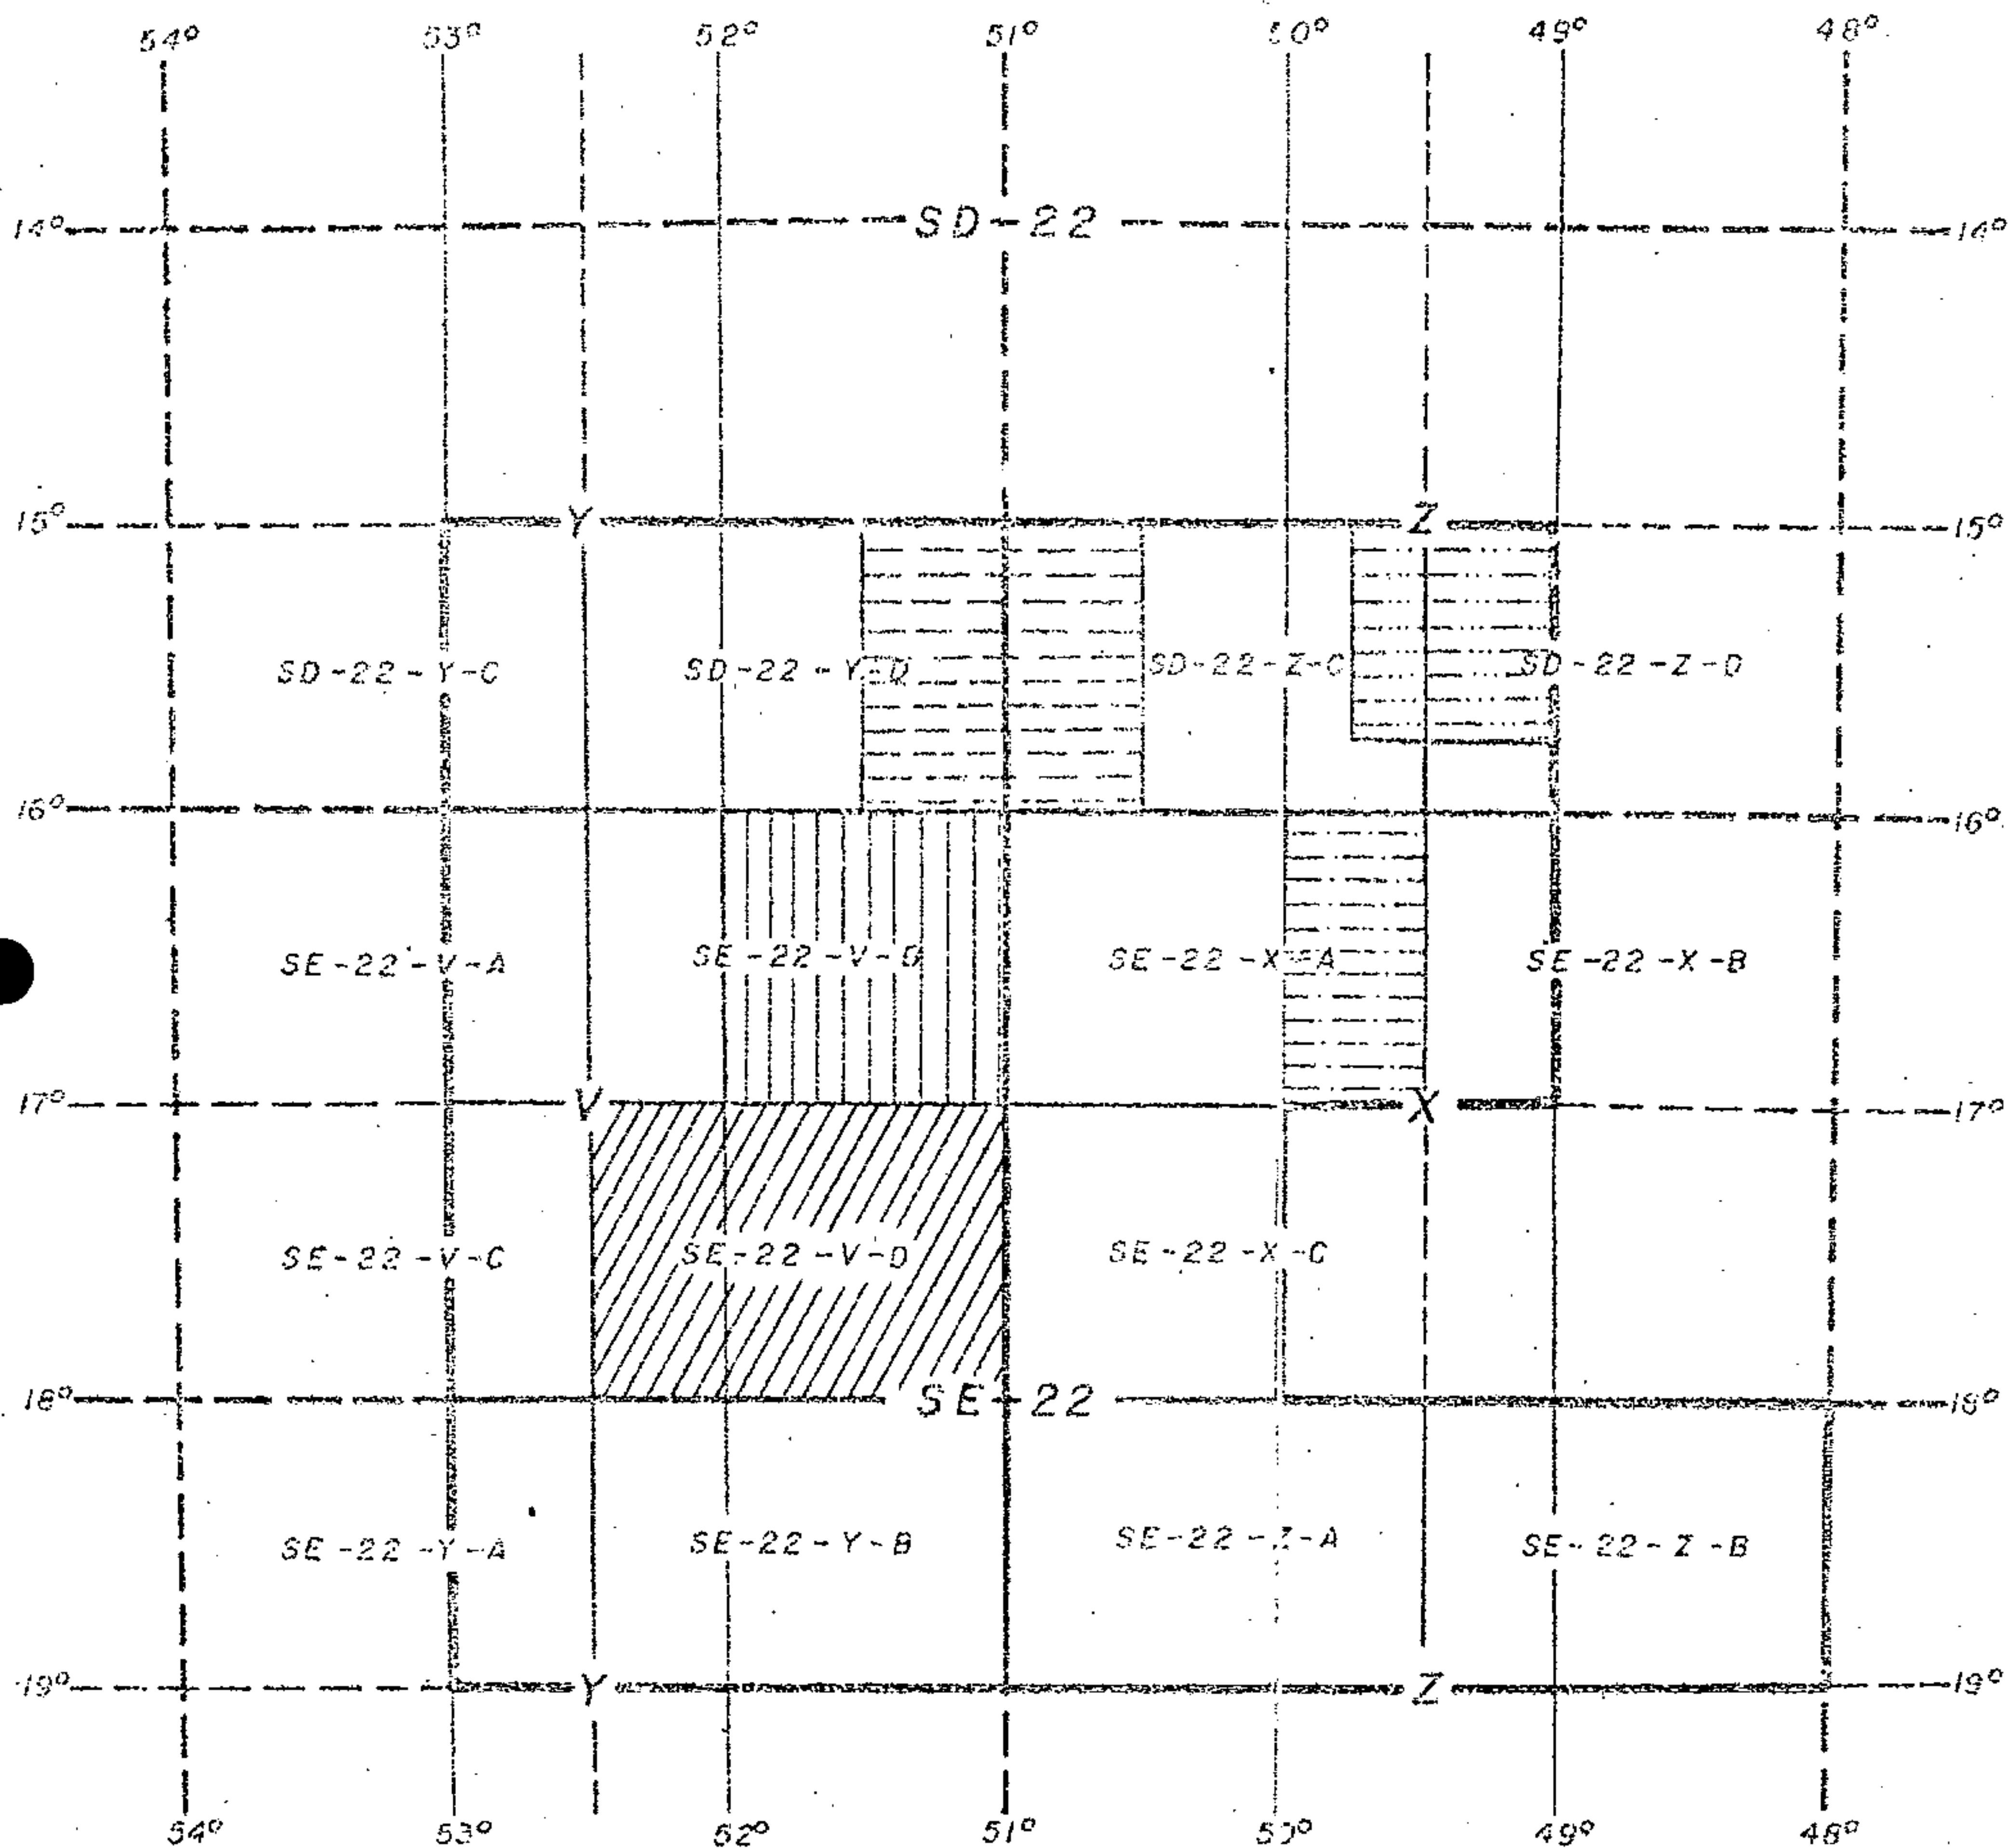 54° 53° 52° 51° 50° 49° 48°
14° SD-22 14°
15° Y Z 15°
SD-22-Y-C SD-22-Y-D SD-22-Z-C SD-22-Z-D
16° 16°
SE-22-V-A SE-22-V-B SE-22-X-A SE-22-X-B
17° V X 17°
SE-22-V-C SE-22-V-D SE-22-X-C
18° SE-22 18°
SE-22-Y-A SE-22-Y-B SE-22-Z-A SE-22-Z-B
19° Y Z 19°
54° 53° 52° 51° 50° 49° 48°